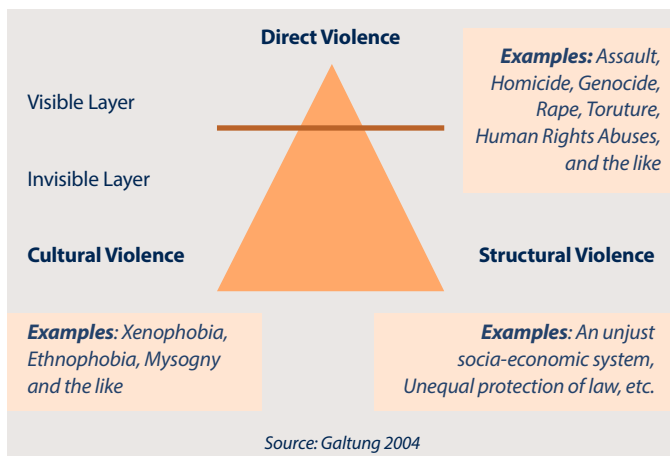 Direct Violence
Examples: Assault,
Homicide, Genocide,
Rape, Toruture,
Human Rights Abuses,
and the like
Visible Layer
Invisible Layer
Cultural Violence
Structural Violence
Examples: Xenophobia,
Ethnophobia, Mysogny
and the like
Examples: An unjust
socia-economic system,
Unequal protection of law, etc.
Source: Galtung 2004